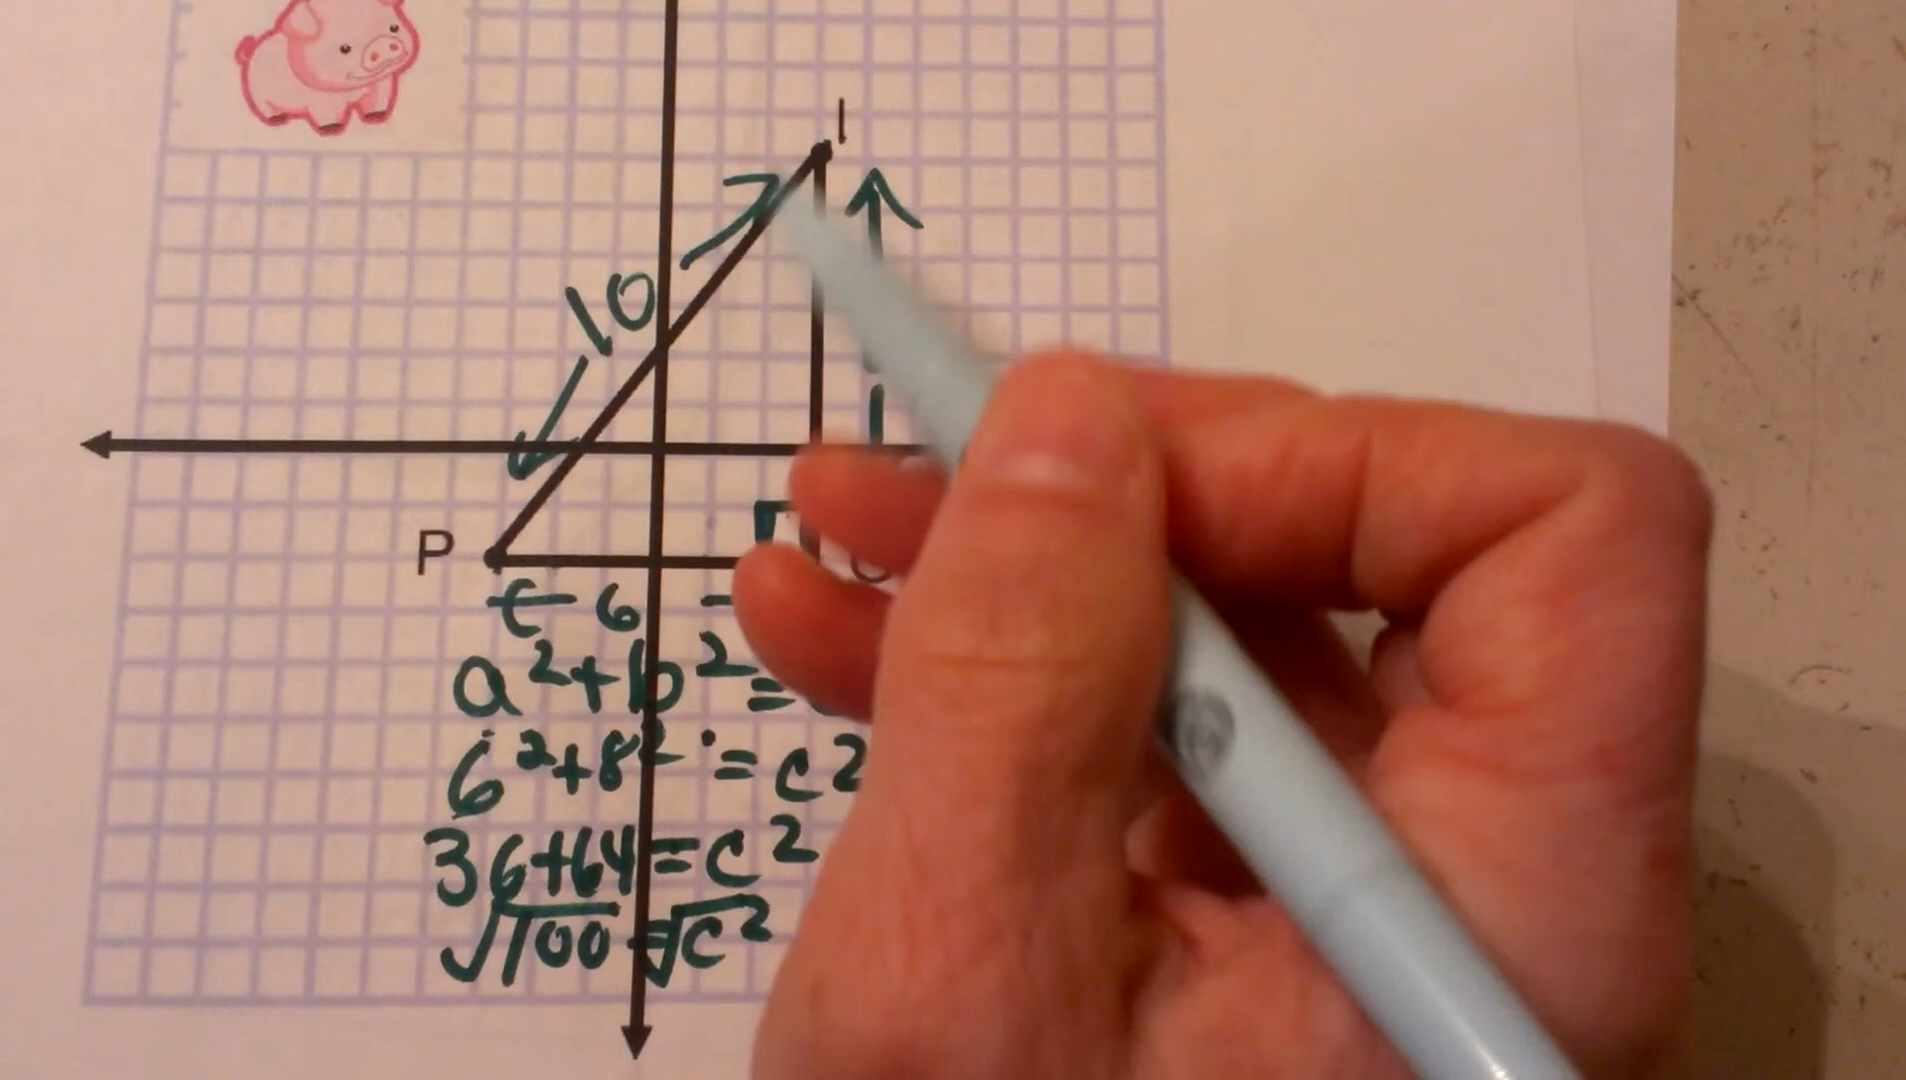 I
10
P
6
a²+b²=
6²+8²=c²
36+64=c²
√100=√c²